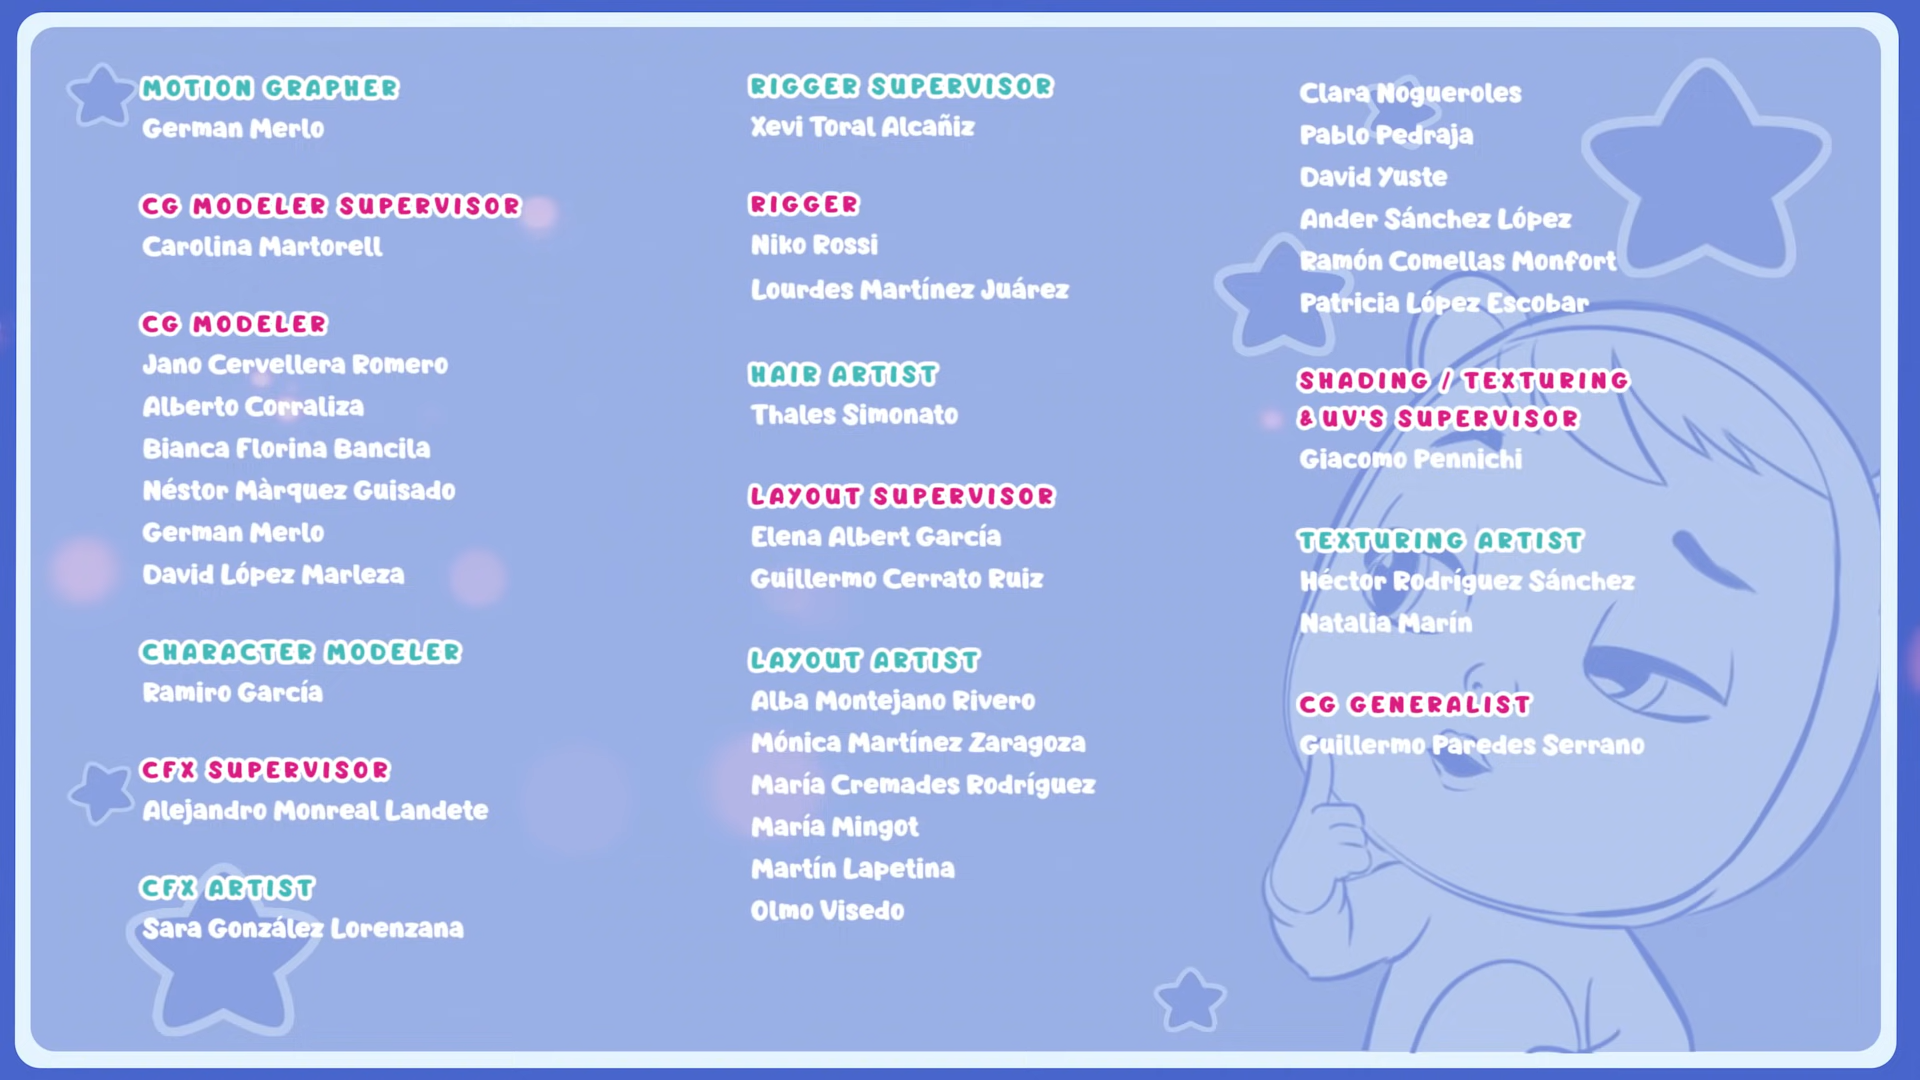 MOTION GRAPHER
German Merlo
CG MODELER SUPERVISOR
Carolina Martorell
CG MODELER
Jano Cervellera Romero
Alberto Corraliza
Bianca Florina Bancila
Néstor Màrquez Guisado
German Merlo
David López Marleza
CHARACTER MODELER
Ramiro García
CFX SUPERVISOR
Alejandro Monreal Landete
CFX ARTIST
Sara González Lorenzana
RIGGER SUPERVISOR
Xevi Toral Alcañiz
RIGGER
Niko Rossi
Lourdes Martínez Juárez
HAIR ARTIST
Thales Simonato
LAYOUT SUPERVISOR
Elena Albert García
Guillermo Cerrato Ruiz
LAYOUT ARTIST
Alba Montejano Rivero
Mónica Martínez Zaragoza
María Cremades Rodríguez
María Mingot
Martín Lapetina
Olmo Visedo
Clara Nogueroles
Pablo Pedraja
David Yuste
Ander Sánchez López
Ramón Comellas Monfort
Patricia López Escobar
SHADING / TEXTURING
& UV'S SUPERVISOR
Giacomo Pennichi
TEXTURING ARTIST
Héctor Rodríguez Sánchez
Natalia Marín
CG GENERALIST
Guillermo Paredes Serrano